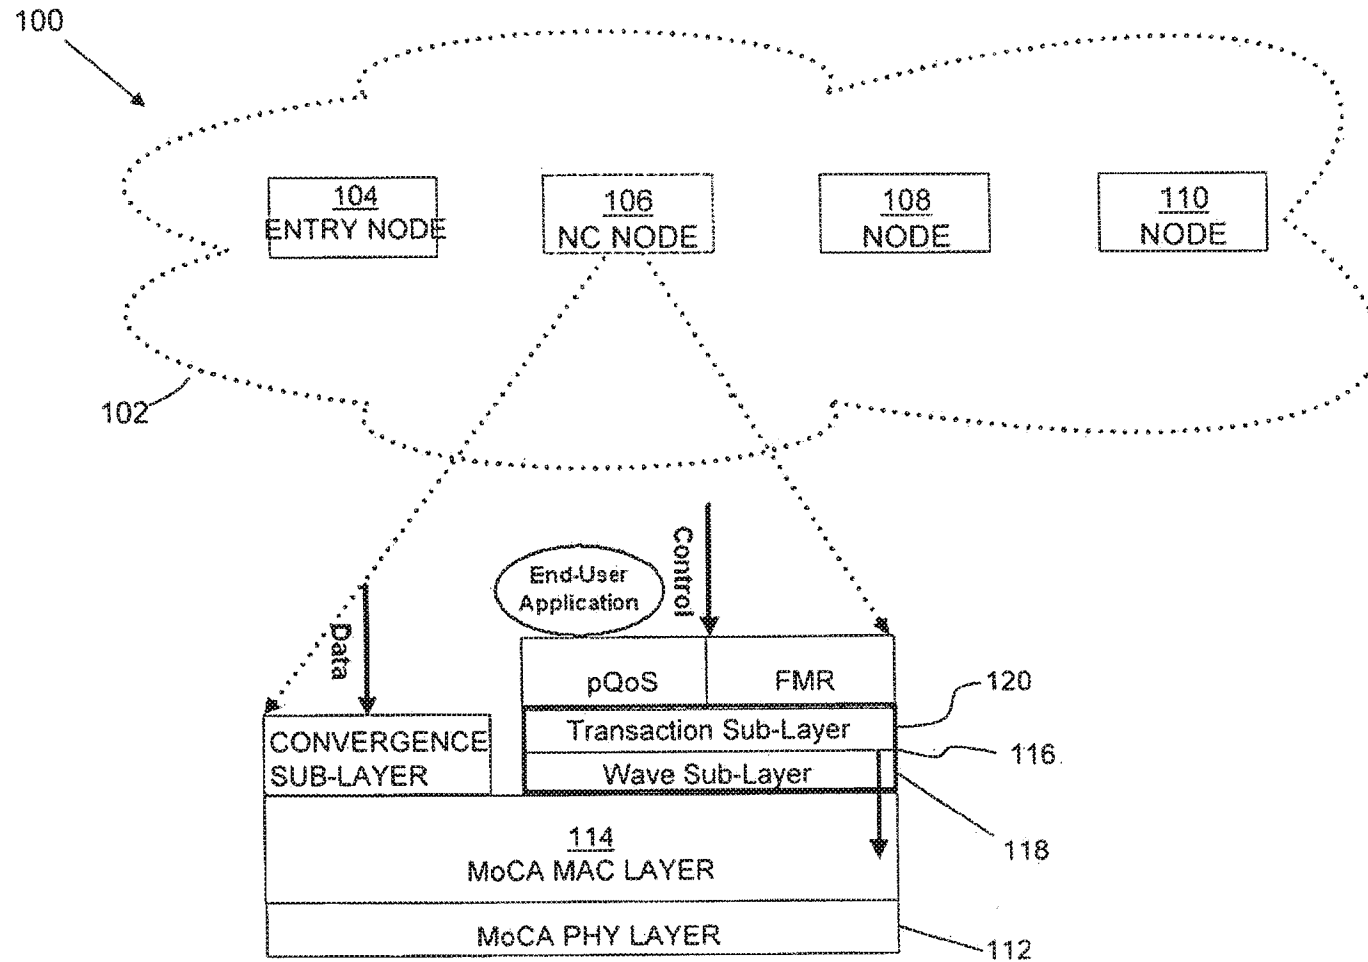 100
104
ENTRY NODE
106
NC NODE
108
NODE
110
NODE
102
End-User
Application
Control
Data
pQoS
FMR
120
CONVERGENCE
SUB-LAYER
Transaction Sub-Layer
116
Wave Sub-Layer
118
114
MoCA MAC LAYER
MoCA PHY LAYER
112